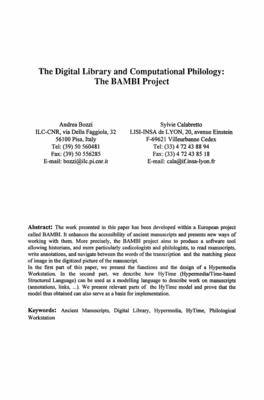 The Digital Library and Computational Philology:
The BAMBI Project
Andrea Bozzi
ILC-CNR, via Della Faggiola, 32
56100 Pisa, Italy
Tel: (39) 50 560481
Fax: (39) 50 556285
E-mail: bozzi@ilc.pi.cnr.it
Sylvie Calabretto
LISI-INSA de LYON, 20, avenue Einstein
F-69621 Villeurbanne Cedex
Tel: (33) 4 72 43 88 94
Fax: (33) 4 72 43 85 18
E-mail: cala@if.insa-lyon.fr
Abstract: The work presented in this paper has been developed within a European project
called BAMBI. It enhances the accessibility of ancient manuscripts and presents new ways of
working with them. More precisely, the BAMBI project aims to produce a software tool
allowing historians, and more particularly codicologists and philologists, to read manuscripts,
write annotations, and navigate between the words of the transcription and the matching piece
of image in the digitized picture of the manuscript.
In the first part of this paper, we present the functions and the design of a Hypermedia
Workstation. In the second part, we describe how HyTime (Hypermedia/Time-based
Structured Language) can be used as a modelling language to describe work on manuscripts
(annotations, links, ...). We present relevant parts of the HyTime model and prove that the
model thus obtained can also serve as a basis for implementation.
Keywords: Ancient Manuscripts, Digital Library, Hypermedia, HyTime, Philological
Workstation